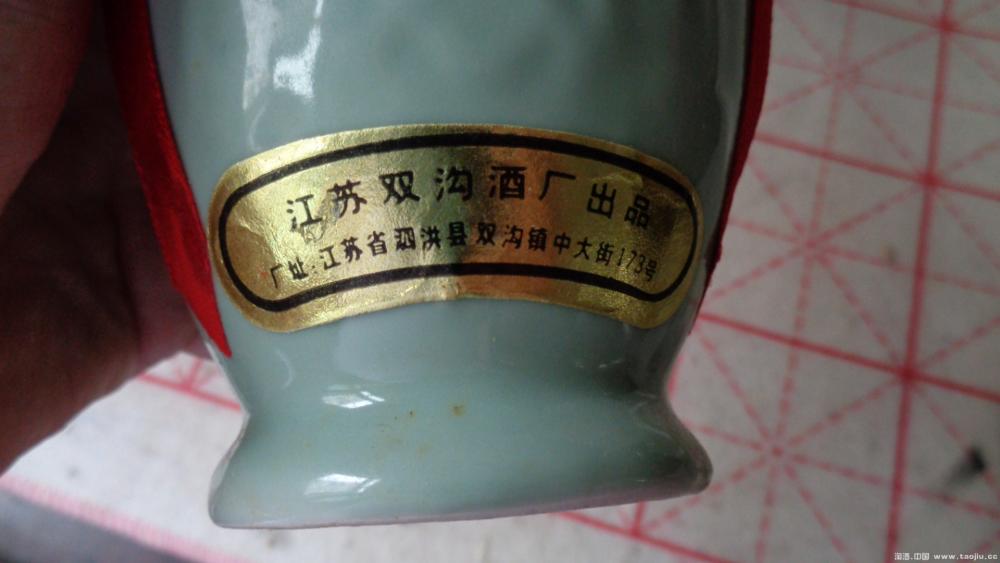 江苏双沟酒厂出品
厂址:江苏省泗洪县双沟镇中大街173号
淘酒.中国 www.taojiu.cc